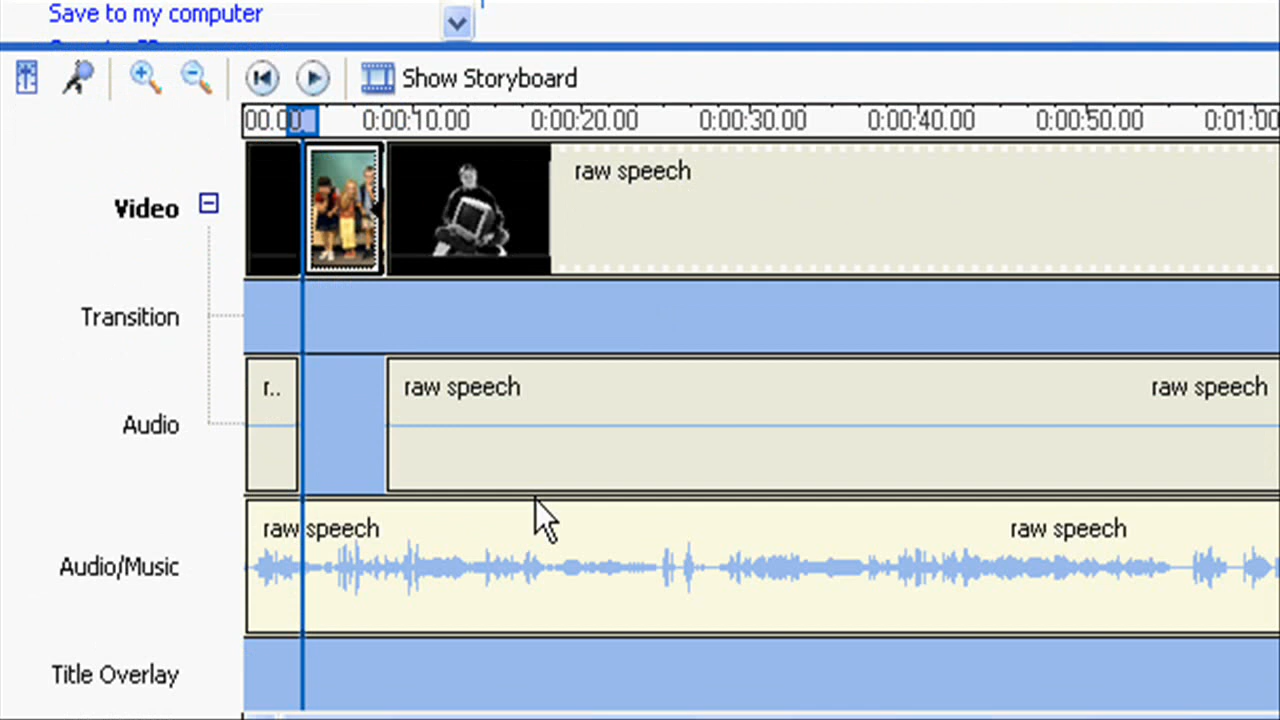 Save to my computer
Show Storyboard
00.00 0:00:10.00 0:00:20.00 0:00:30.00 0:00:40.00 0:00:50.00 0:01:00
Video
raw speech
Transition
Audio
r.. raw speech raw speech
Audio/Music
raw speech raw speech
Title Overlay